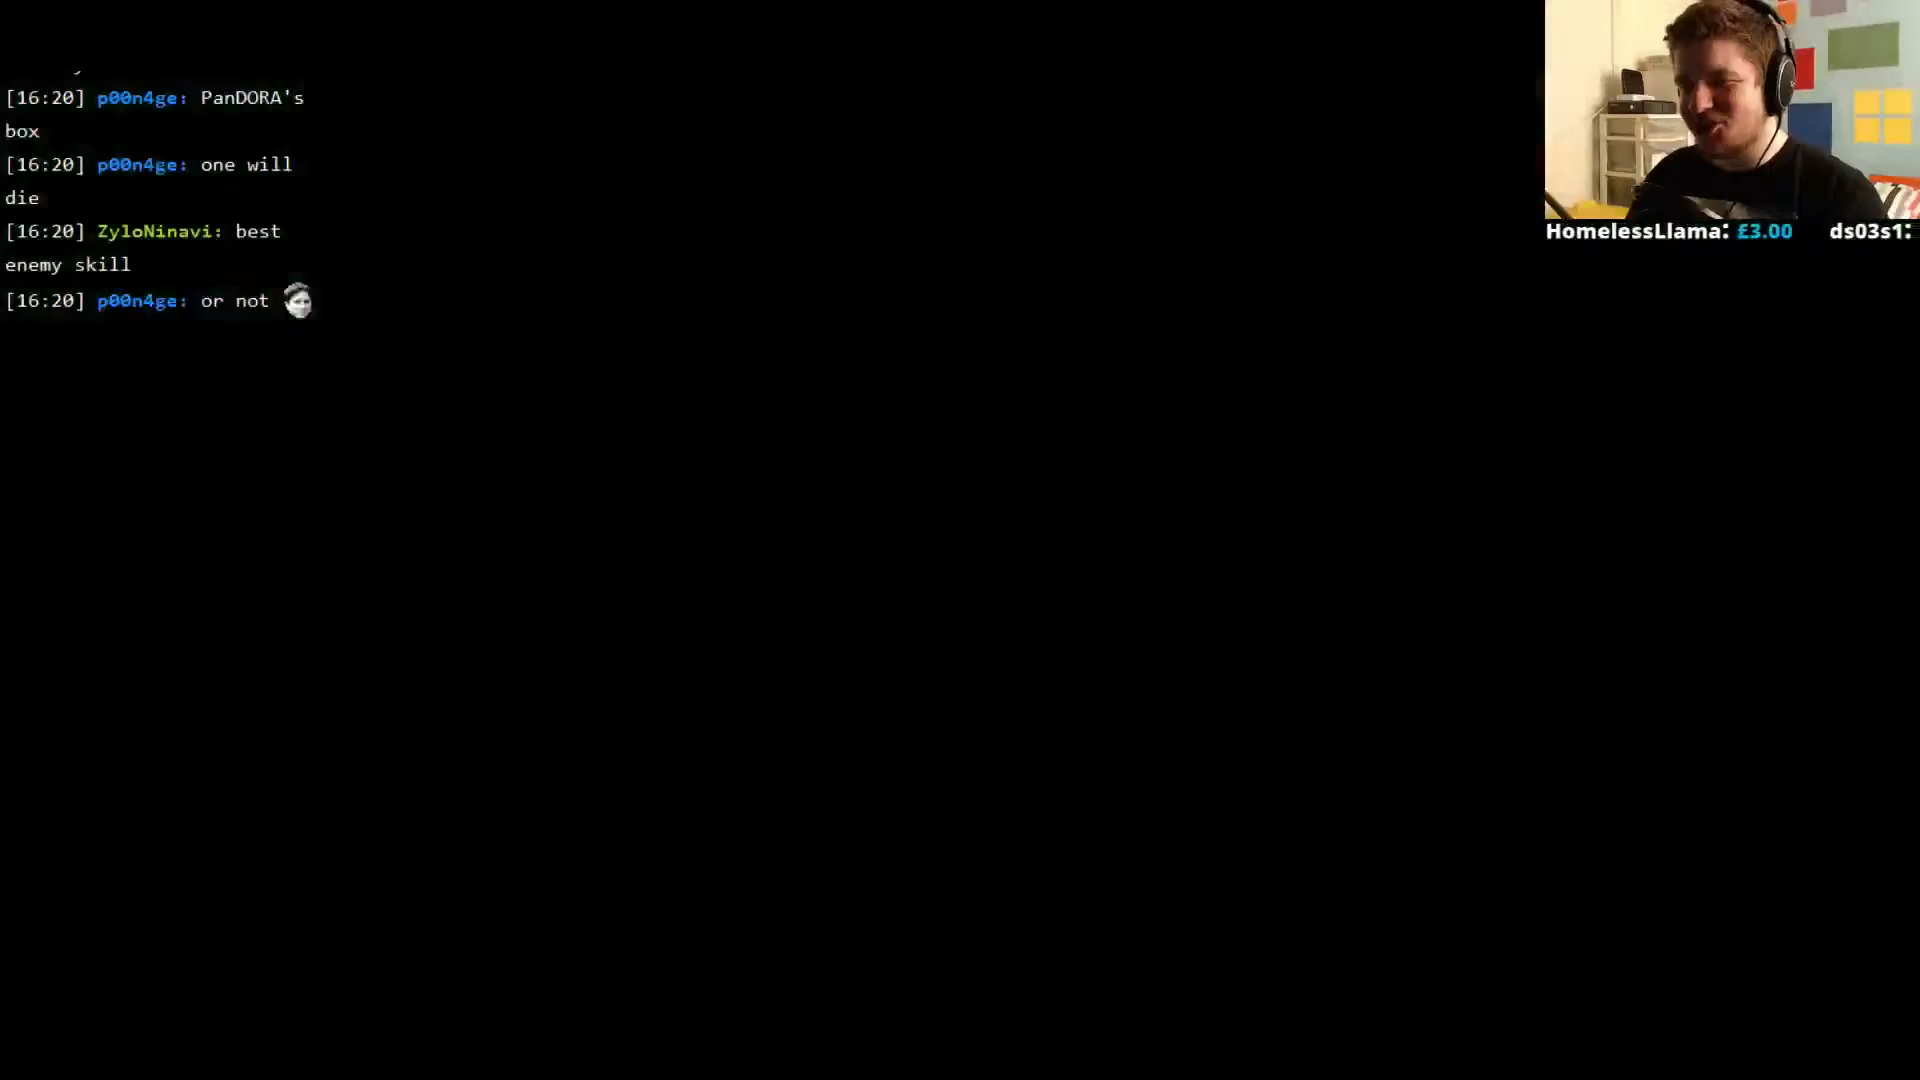 [16:20] p00n4ge: PanDORA's
box
[16:20] p00n4ge: one will
die
[16:20] ZyloNinavi: best
enemy skill
[16:20] p00n4ge: or not
HomelessLlama: £3.00 ds03s1: